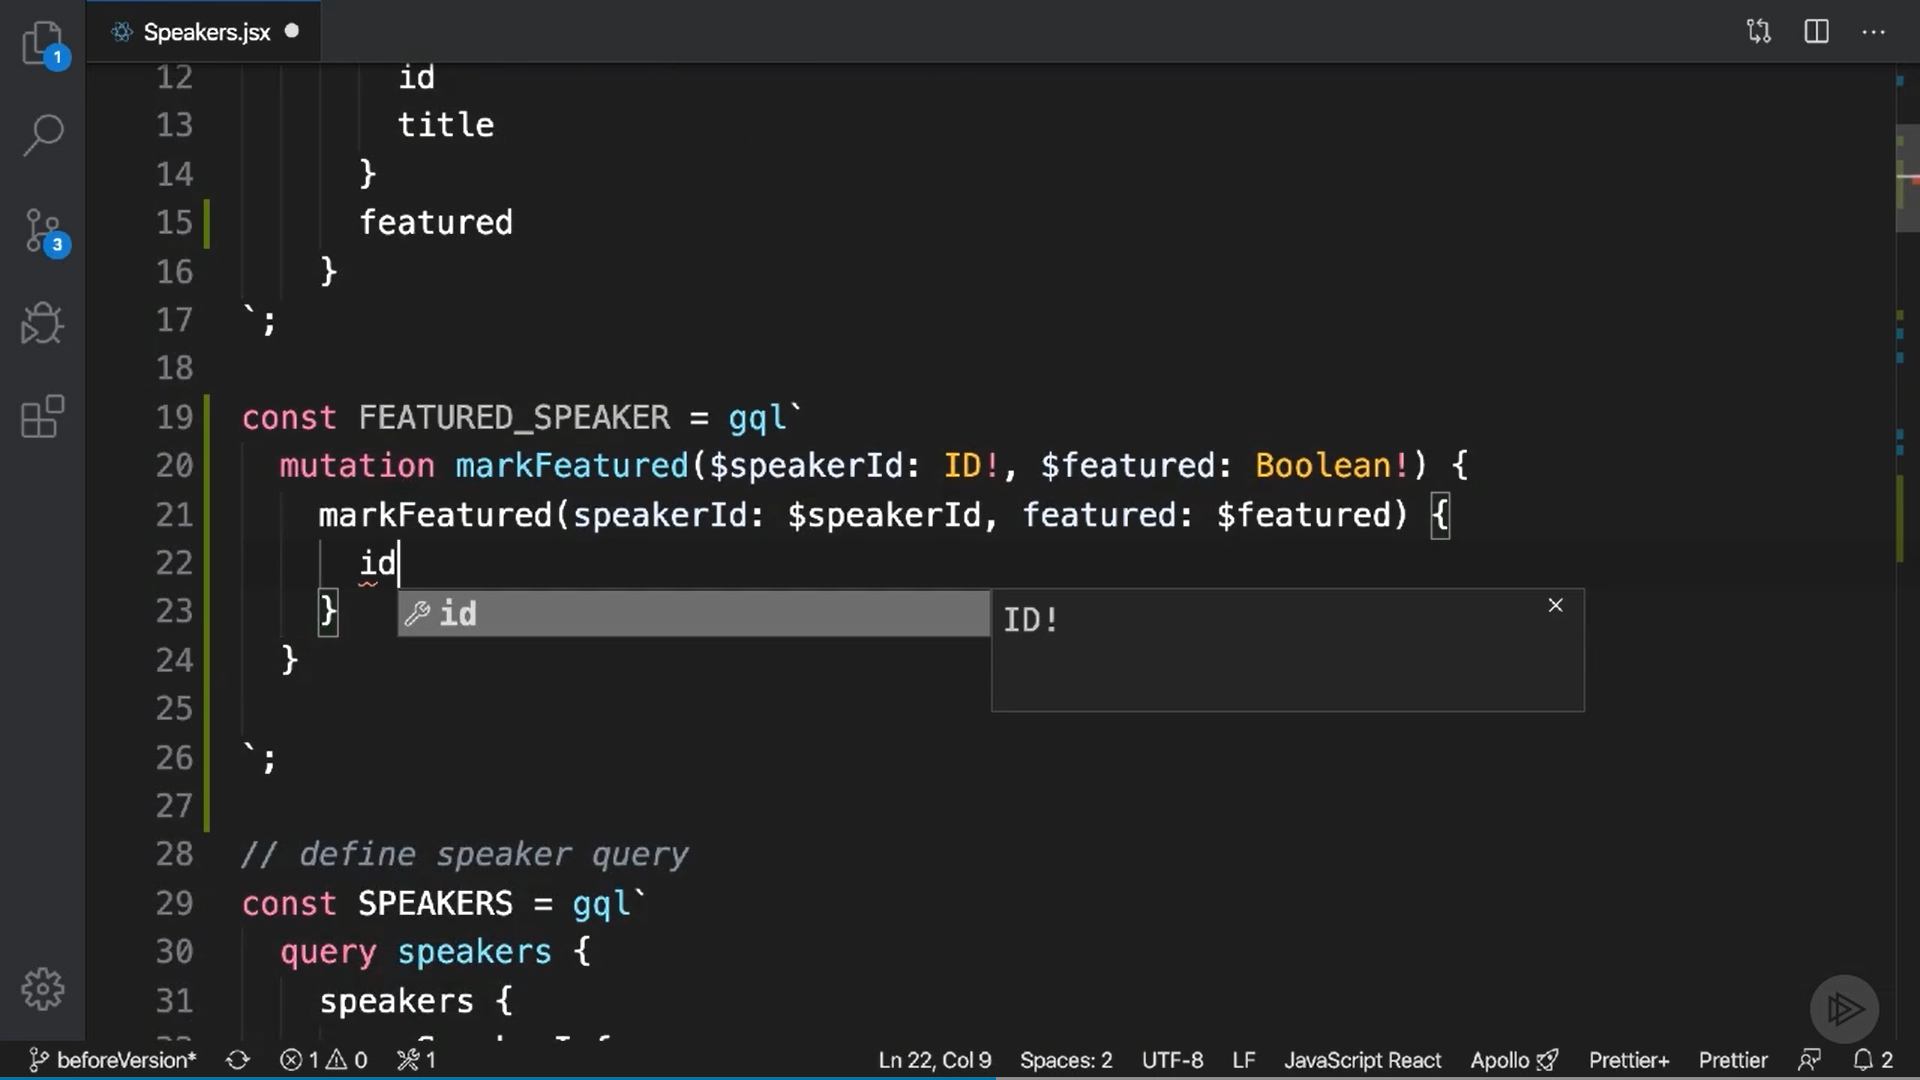 Speakers.jsx
1
12 id
13 title
14 }
15 featured
16 }
17 `;
18
19 const FEATURED_SPEAKER = gql`
20 mutation markFeatured($speakerId: ID!, $featured: Boolean!) {
21 markFeatured(speakerId: $speakerId, featured: $featured) {
22 id
23 }
id ID!
24 }
25
26 `;
27
28 // define speaker query
29 const SPEAKERS = gql`
30 query speakers {
31 speakers {
3
beforeVersion* 1 0 1 Ln 22, Col 9 Spaces: 2 UTF-8 LF JavaScript React Apollo Prettier+ Prettier 2